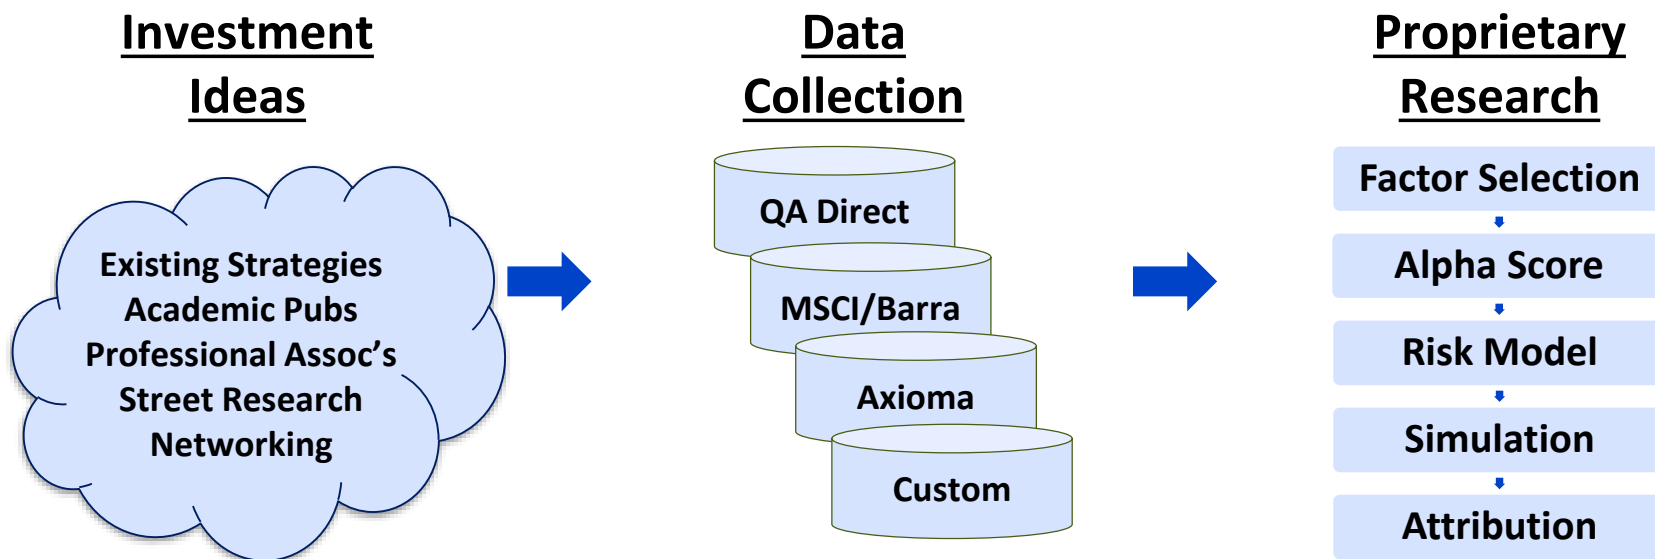 Investment
Ideas
Existing Strategies
Academic Pubs
Professional Assoc’s
Street Research
Networking
Data
Collection
QA Direct
MSCI/Barra
Axioma
Custom
Proprietary
Research
Factor Selection
Alpha Score
Risk Model
Simulation
Attribution